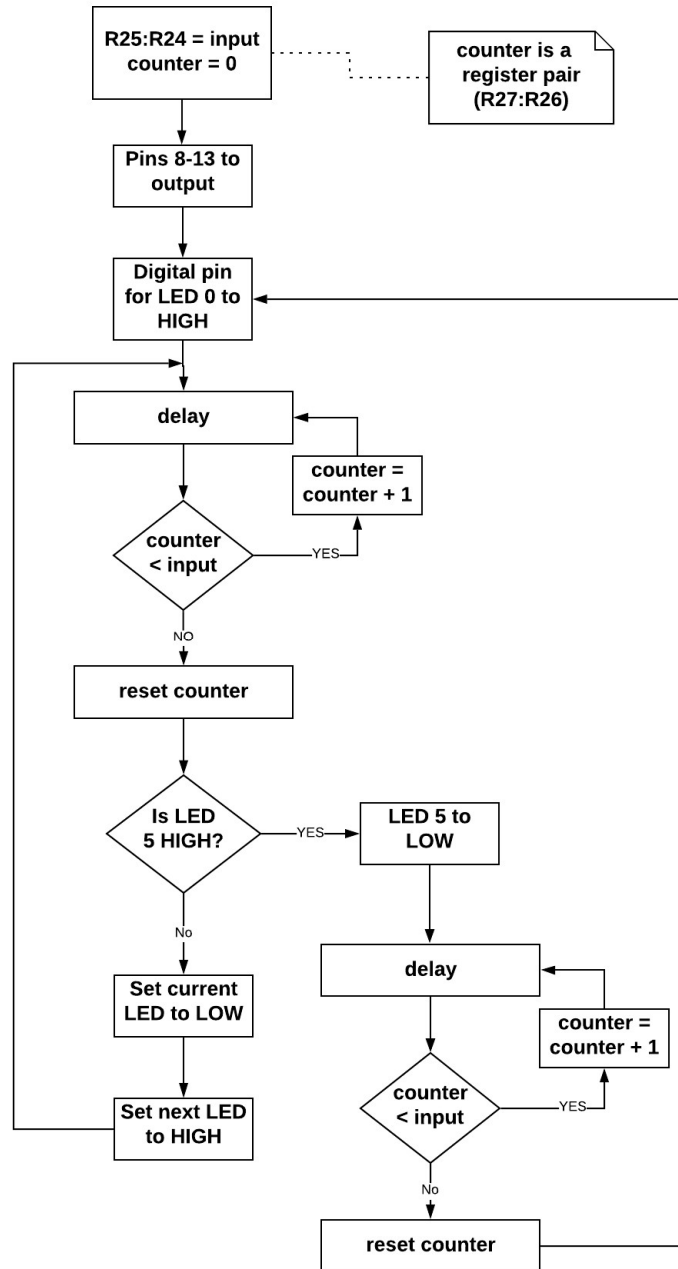 R25:R24 = input
counter = 0
counter is a
register pair
(R27:R26)
Pins 8-13 to
output
Digital pin
for LED 0 to
HIGH
delay
counter =
counter + 1
counter
< input
YES
NO
reset counter
Is LED
5 HIGH?
YES
LED 5 to
LOW
No
delay
Set current
LED to LOW
counter =
counter + 1
counter
< input
YES
Set next LED
to HIGH
No
reset counter